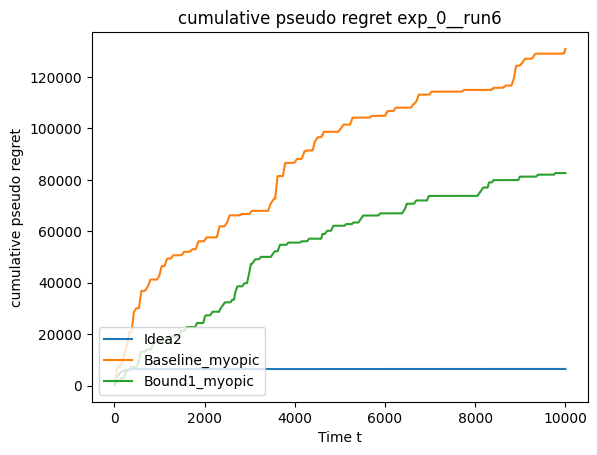 cumulative pseudo regret exp_0__run6
cumulative pseudo regret
120000
100000
80000
60000
40000
20000
0
Idea2
Baseline_myopic
Bound1_myopic
0 2000 4000 6000 8000 10000
Time t